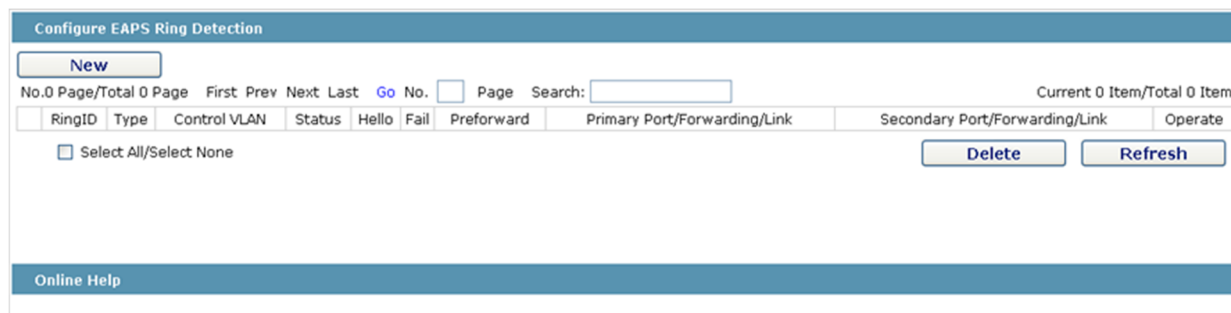 Configure EAPS Ring Detection
New
No.0 Page/Total 0 Page First Prev Next Last Go No. Page Search: Current 0 Item/Total 0 Item
RingID Type Control VLAN Status Hello Fail Preforward Primary Port/Forwarding/Link Secondary Port/Forwarding/Link Operate
Select All/Select None Delete Refresh
Online Help